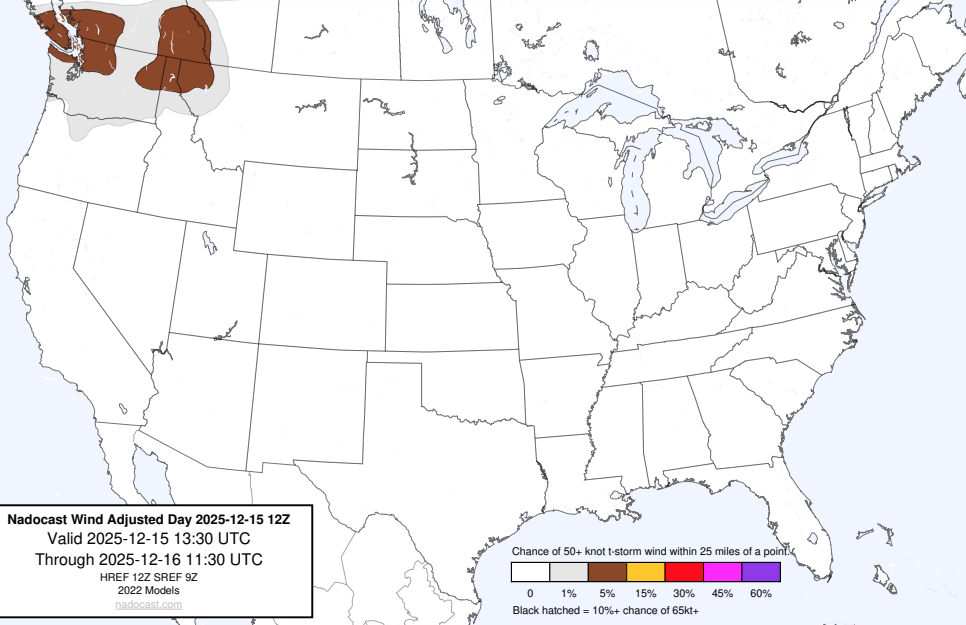 Nadocast Wind Adjusted Day 2025-12-15 12Z
Valid 2025-12-15 13:30 UTC
Through 2025-12-16 11:30 UTC
HREF 12Z SREF 9Z
2022 Models
nadocast.com
Chance of 50+ knot t-storm wind within 25 miles of a point.
0 1% 5% 15% 30% 45% 60%
Black hatched = 10%+ chance of 65kt+